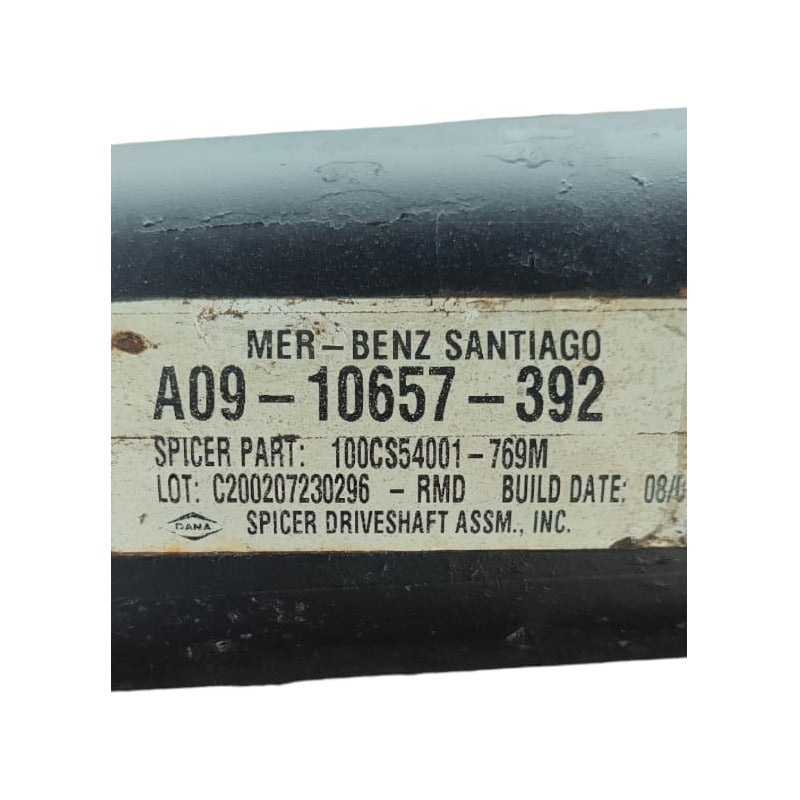 MER-BENZ SANTIAGO
A09-10657-392
SPICER PART: 100CS54001-769M
LOT: C200207230296 -RMD BUILD DATE: 08/0
DANA SPICER DRIVESHAFT ASSM., INC.